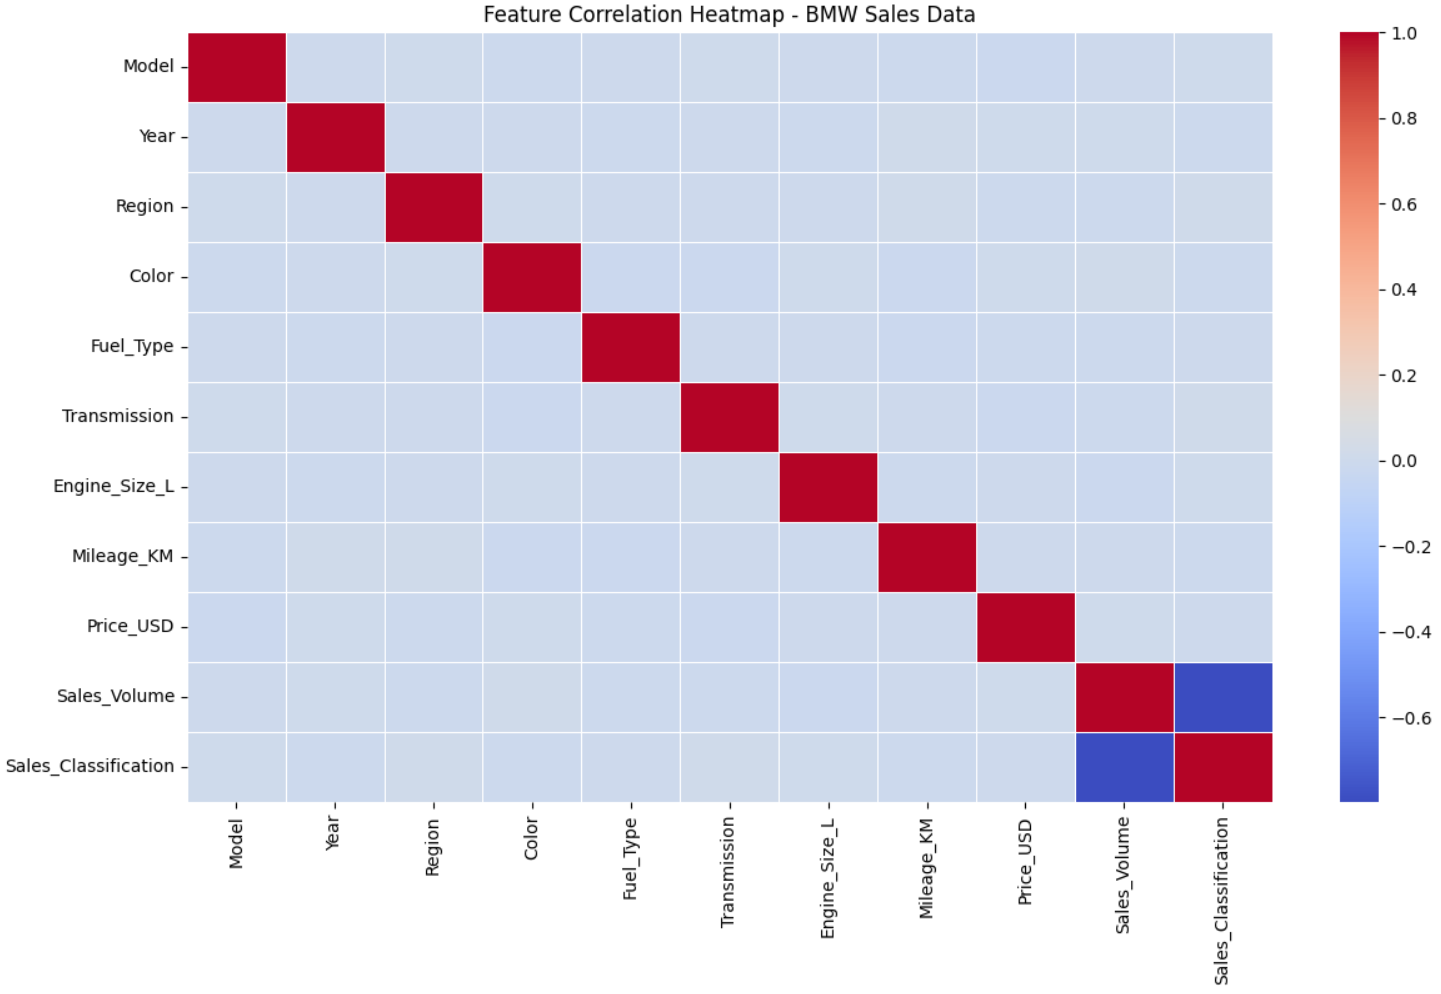 Feature Correlation Heatmap - BMW Sales Data
Model
Year
Region
Color
Fuel_Type
Transmission
Engine_Size_L
Mileage_KM
Price_USD
Sales_Volume
Sales_Classification
Model
Year
Region
Color
Fuel_Type
Transmission
Engine_Size_L
Mileage_KM
Price_USD
Sales_Volume
Sales_Classification
1.0
0.8
0.6
0.4
0.2
0.0
−0.2
−0.4
−0.6